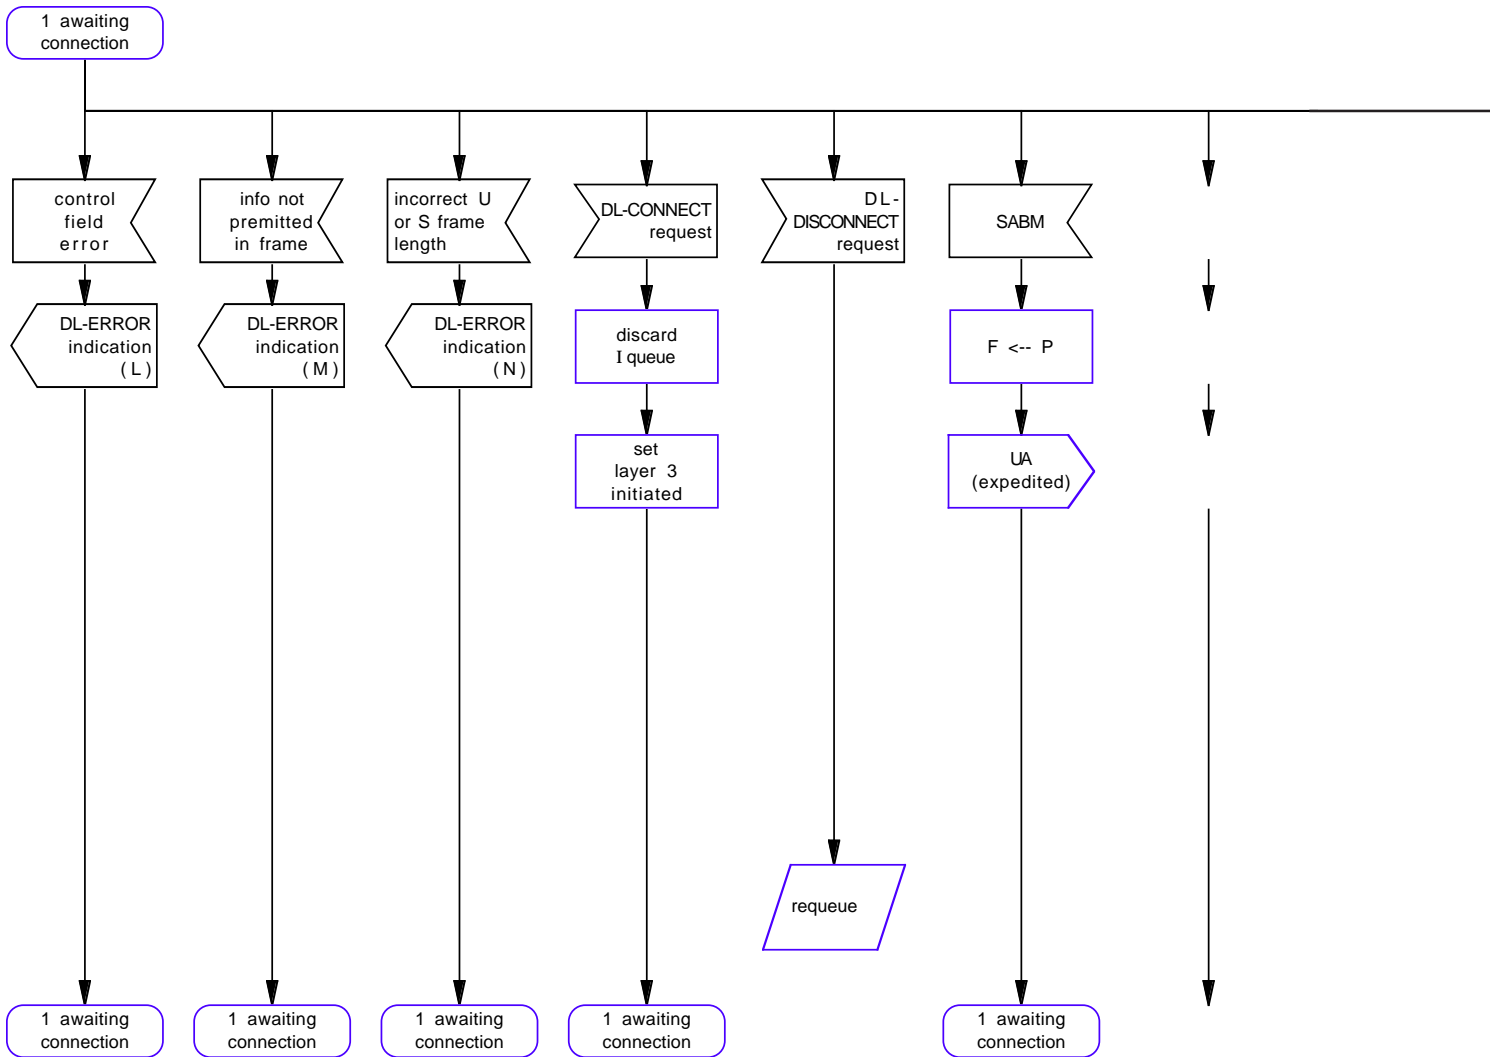 1 awaiting
connection
control
field
error
info not
premitted
in frame
incorrect U
or S frame
length
DL-CONNECT
request
DL-
DISCONNECT
request
SABM
DL-ERROR
indication
(L)
DL-ERROR
indication
(M)
DL-ERROR
indication
(N)
discard
I queue
F <-- P
set
layer 3
initiated
UA
(expedited)
requeue
1 awaiting
connection
1 awaiting
connection
1 awaiting
connection
1 awaiting
connection
1 awaiting
connection